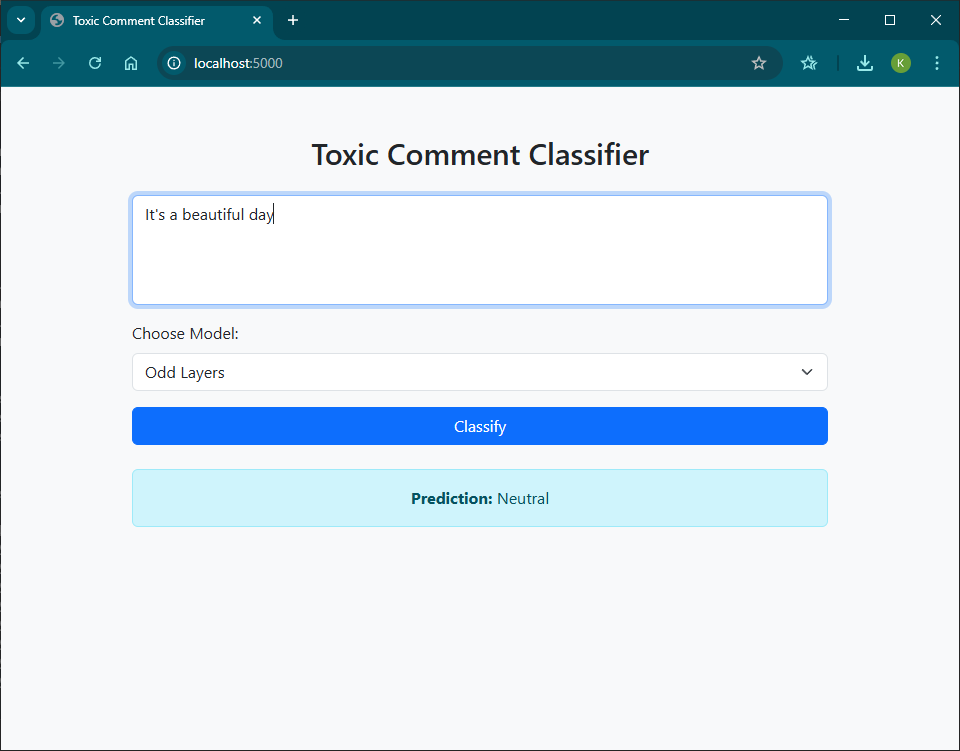 Toxic Comment Classifier
localhost:5000
K
Toxic Comment Classifier
It's a beautiful day
Choose Model:
Odd Layers
Classify
Prediction: Neutral